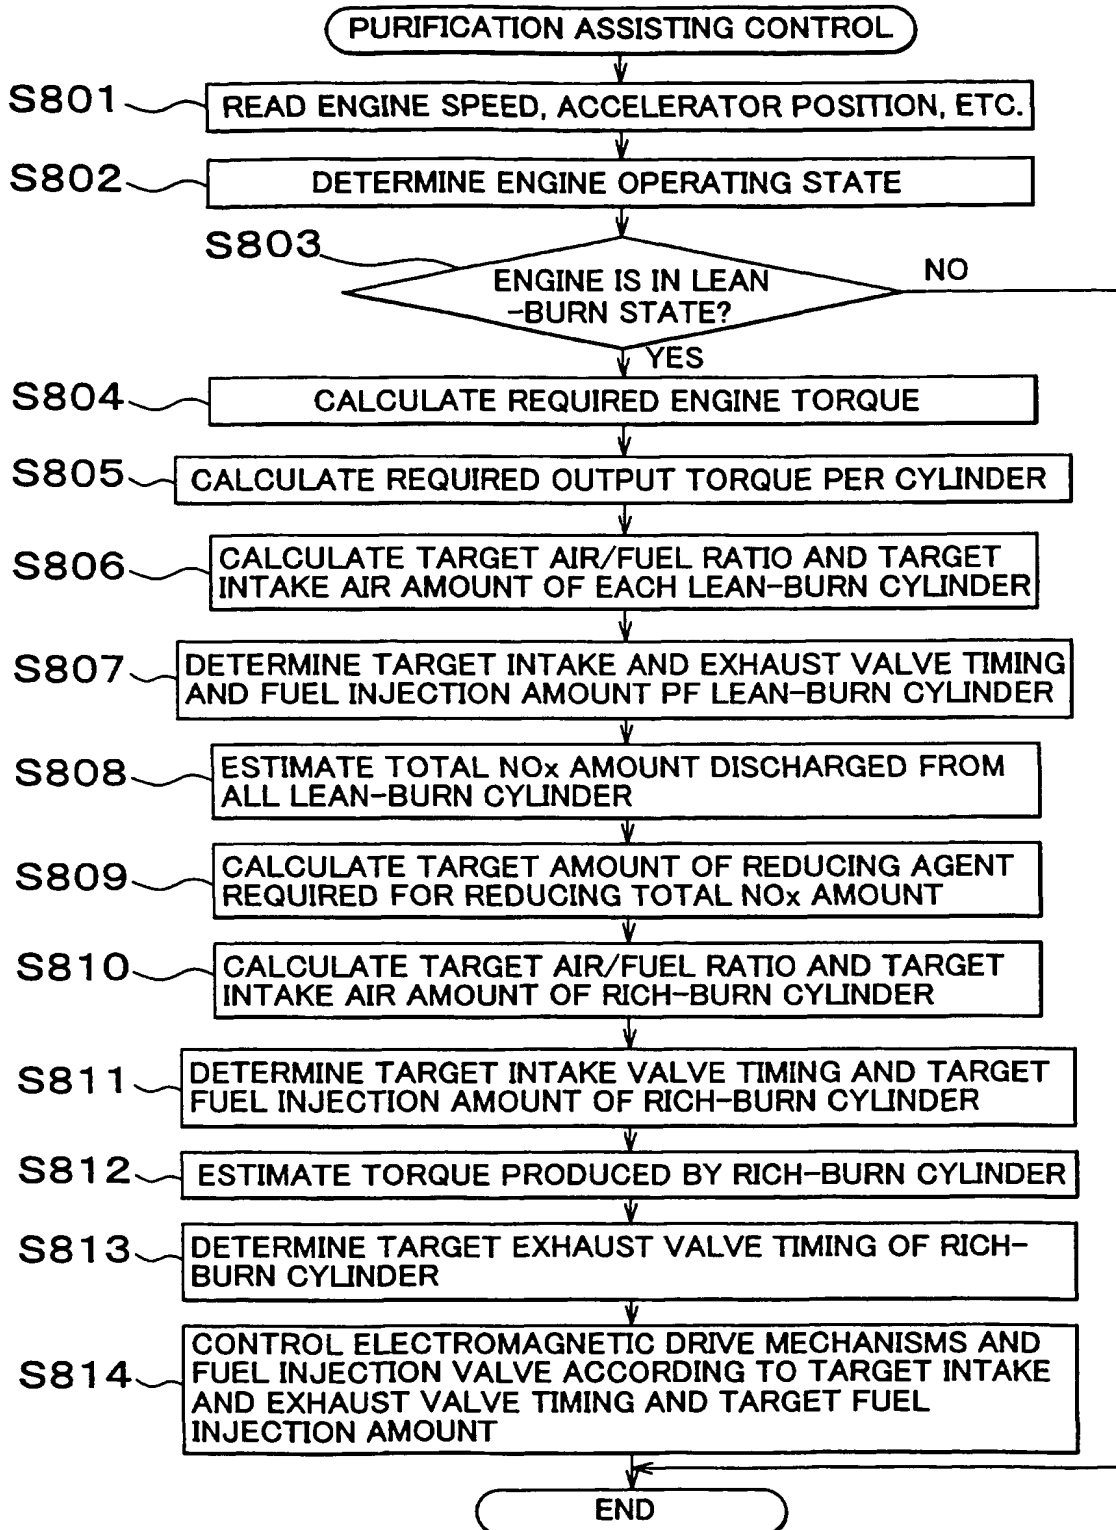 PURIFICATION ASSISTING CONTROL
S801
READ ENGINE SPEED, ACCELERATOR POSITION, ETC.
S802
DETERMINE ENGINE OPERATING STATE
S803
ENGINE IS IN LEAN
-BURN STATE?
NO
YES
S804
CALCULATE REQUIRED ENGINE TORQUE
S805
CALCULATE REQUIRED OUTPUT TORQUE PER CYLINDER
S806
CALCULATE TARGET AIR/FUEL RATIO AND TARGET
INTAKE AIR AMOUNT OF EACH LEAN-BURN CYLINDER
S807
DETERMINE TARGET INTAKE AND EXHAUST VALVE TIMING
AND FUEL INJECTION AMOUNT PF LEAN-BURN CYLINDER
S808
ESTIMATE TOTAL NOx AMOUNT DISCHARGED FROM
ALL LEAN-BURN CYLINDER
S809
CALCULATE TARGET AMOUNT OF REDUCING AGENT
REQUIRED FOR REDUCING TOTAL NOx AMOUNT
S810
CALCULATE TARGET AIR/FUEL RATIO AND TARGET
INTAKE AIR AMOUNT OF RICH-BURN CYLINDER
S811
DETERMINE TARGET INTAKE VALVE TIMING AND TARGET
FUEL INJECTION AMOUNT OF RICH-BURN CYLINDER
S812
ESTIMATE TORQUE PRODUCED BY RICH-BURN CYLINDER
S813
DETERMINE TARGET EXHAUST VALVE TIMING OF RICH-
BURN CYLINDER
S814
CONTROL ELECTROMAGNETIC DRIVE MECHANISMS AND
FUEL INJECTION VALVE ACCORDING TO TARGET INTAKE
AND EXHAUST VALVE TIMING AND TARGET FUEL
INJECTION AMOUNT
END